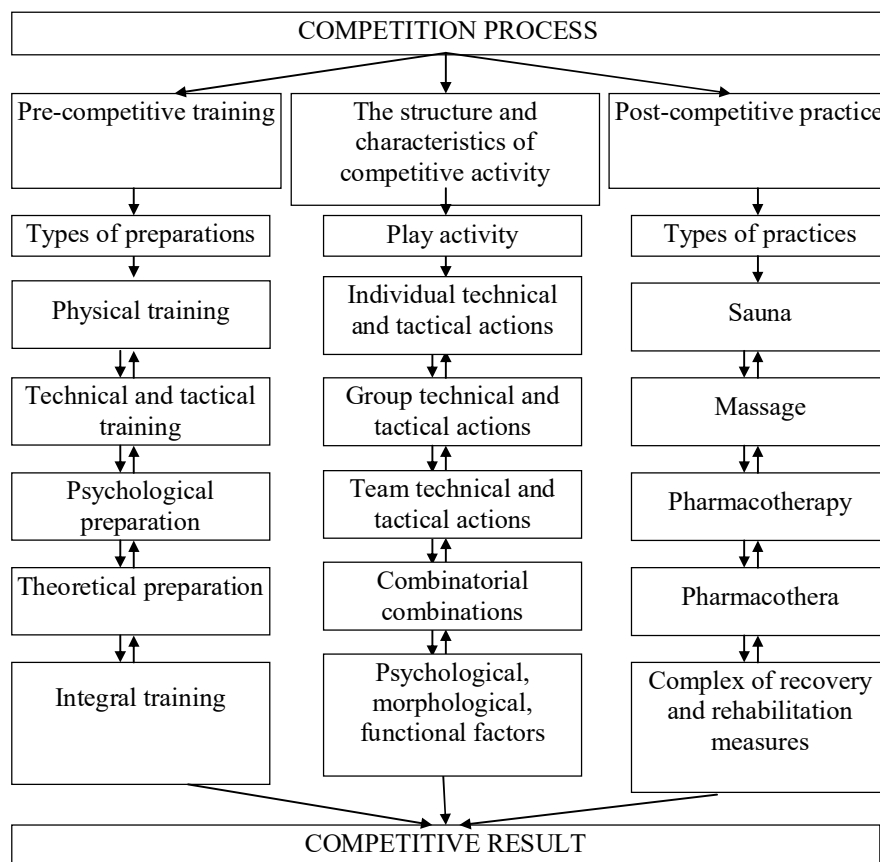 COMPETITION PROCESS
Pre-competitive training
Types of preparations
Physical training
Technical and tactical
training
Psychological
preparation
Theoretical preparation
Integral training
The structure and
characteristics of
competitive activity
Play activity
Individual technical
and tactical actions
Group technical and
tactical actions
Team technical and
tactical actions
Combinatorial
combinations
Psychological,
morphological,
functional factors
Post-competitive practice
Types of practices
Sauna
Massage
Pharmacotherapy
Pharmacothera
Complex of recovery
and rehabilitation
measures
COMPETITIVE RESULT